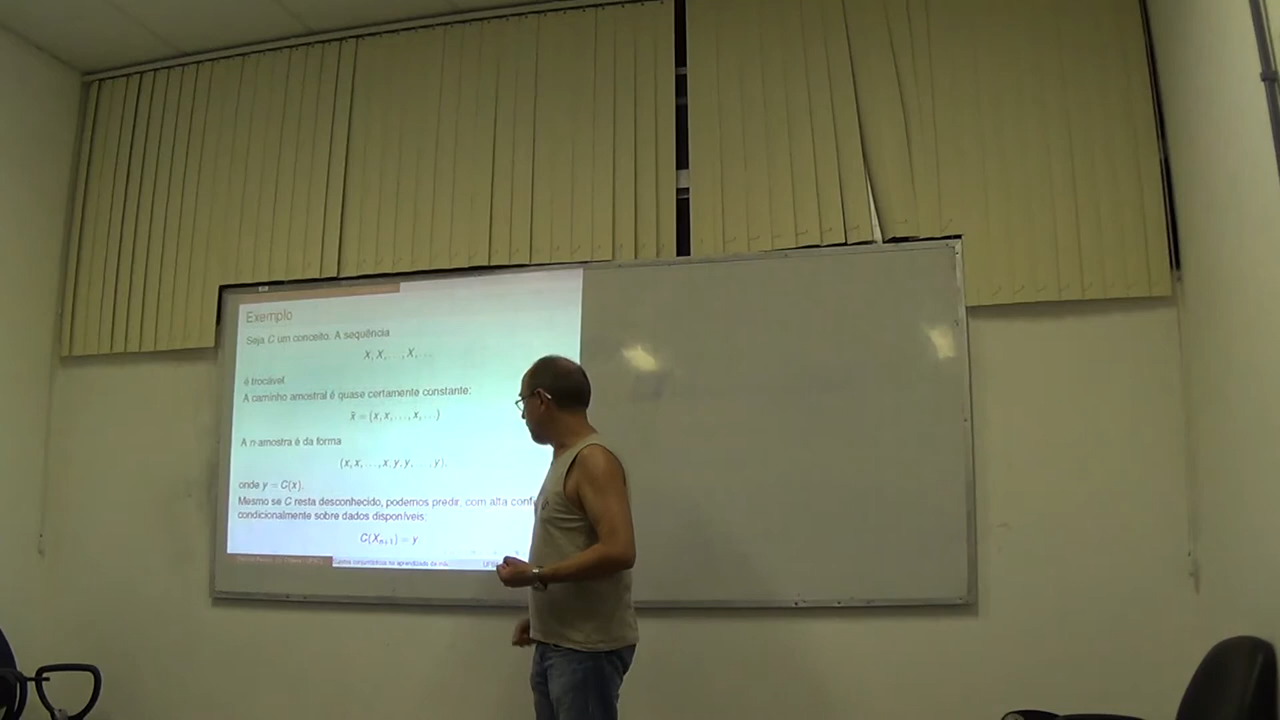 Exemplo
Seja C um conceito. A sequência
X, X, . . . , X, . . .
é trocável.
A caminho amostral é quase certamente constante:
x̄ = (x, x, . . . , x, . . .)
A n-amostra é da forma
(x, x, . . . , x, y, y, . . . , y).
onde y = C(x).
Mesmo se C resta desconhecido, podemos predir, com alta conf
condicionalmente sobre dados disponíveis:
C(Xₙ₊₁) = y